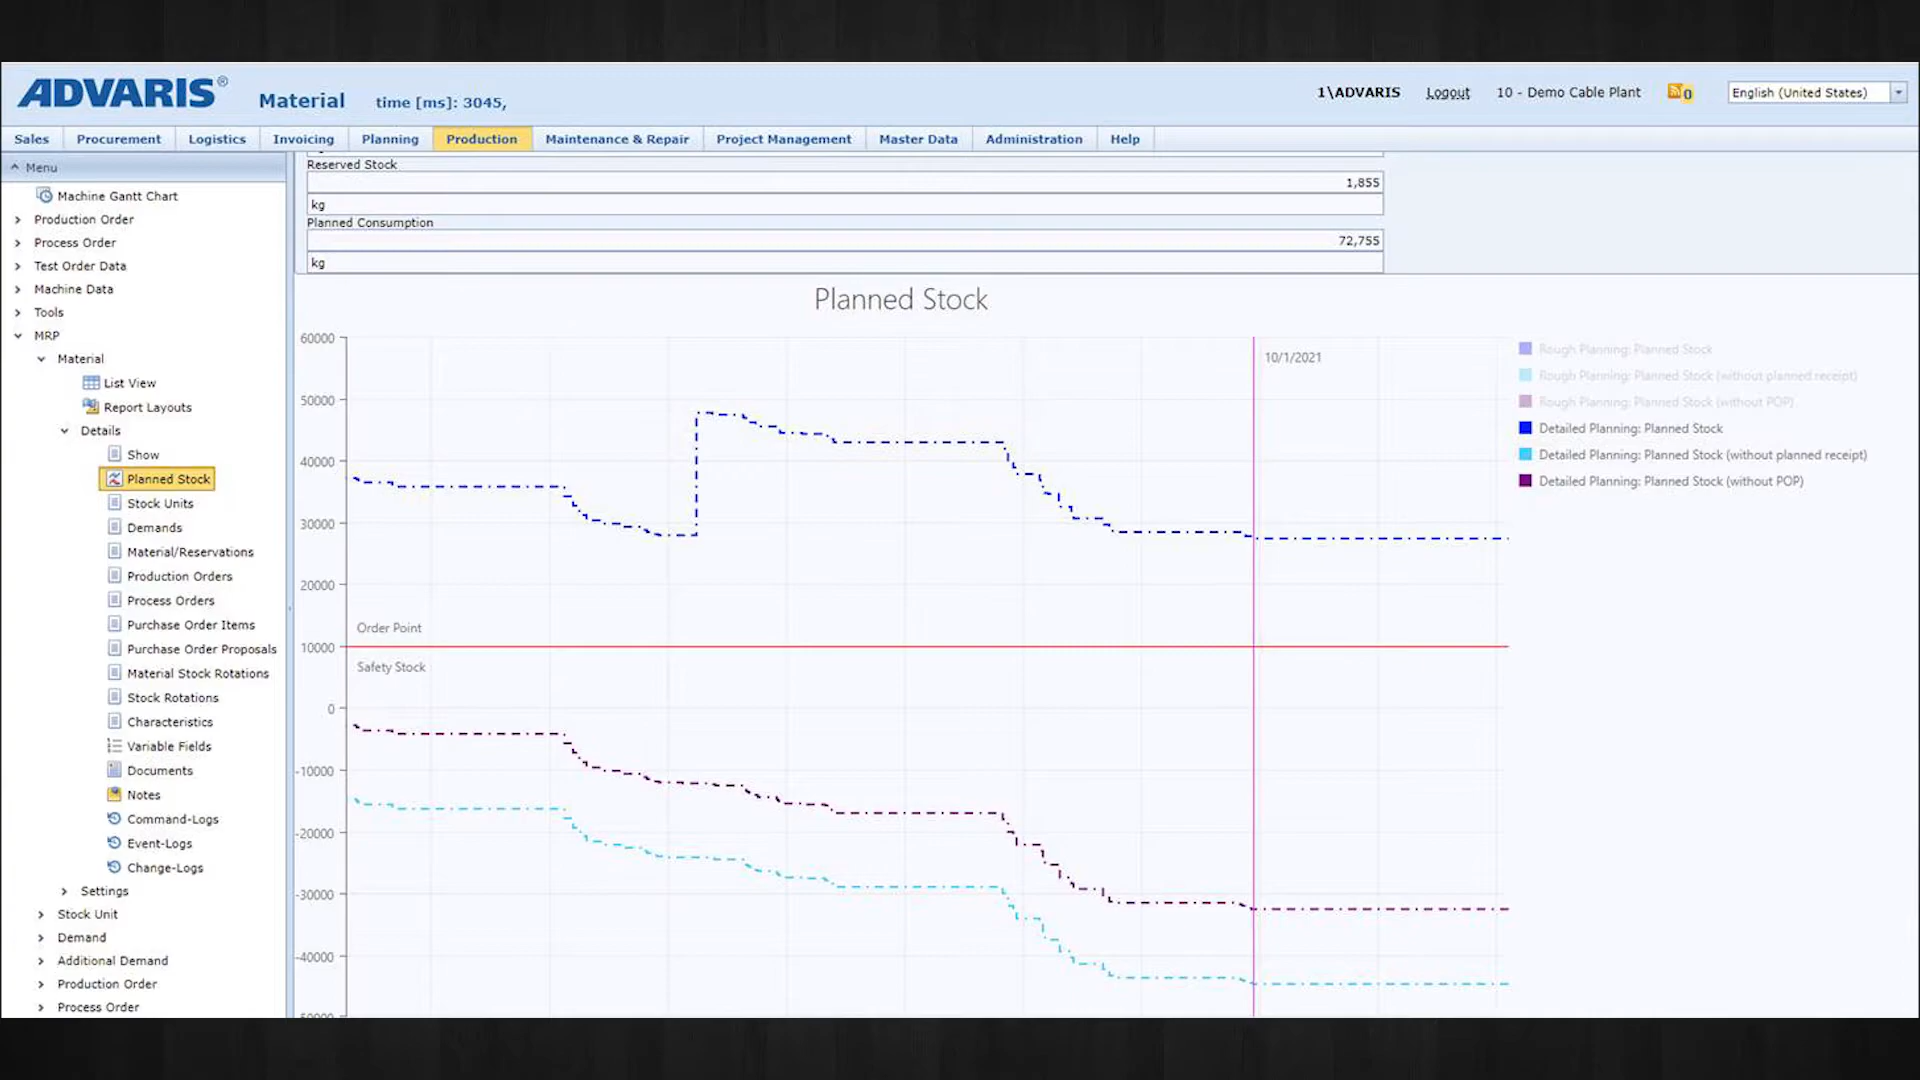 ADVARIS®
Material
time [ms]: 3045,
1\ADVARIS
Logout
10 - Demo Cable Plant
0
English (United States)
Sales
Procurement
Logistics
Invoicing
Planning
Production
Maintenance & Repair
Project Management
Master Data
Administration
Help
Menu
Machine Gantt Chart
Production Order
Process Order
Test Order Data
Machine Data
Tools
MRP
Material
List View
Report Layouts
Details
Show
Planned Stock
Stock Units
Demands
Material/Reservations
Production Orders
Process Orders
Purchase Order Items
Purchase Order Proposals
Material Stock Rotations
Stock Rotations
Characteristics
Variable Fields
Documents
Notes
Command-Logs
Event-Logs
Change-Logs
Settings
Stock Unit
Demand
Additional Demand
Production Order
Process Order
Reserved Stock
1,855
kg
Planned Consumption
72,755
kg
Planned Stock
60000
50000
40000
30000
20000
10000
0
-10000
-20000
-30000
-40000
-50000
Order Point
Safety Stock
10/1/2021
Rough Planning: Planned Stock
Rough Planning: Planned Stock (without planned receipt)
Rough Planning: Planned Stock (without POP)
Detailed Planning: Planned Stock
Detailed Planning: Planned Stock (without planned receipt)
Detailed Planning: Planned Stock (without POP)